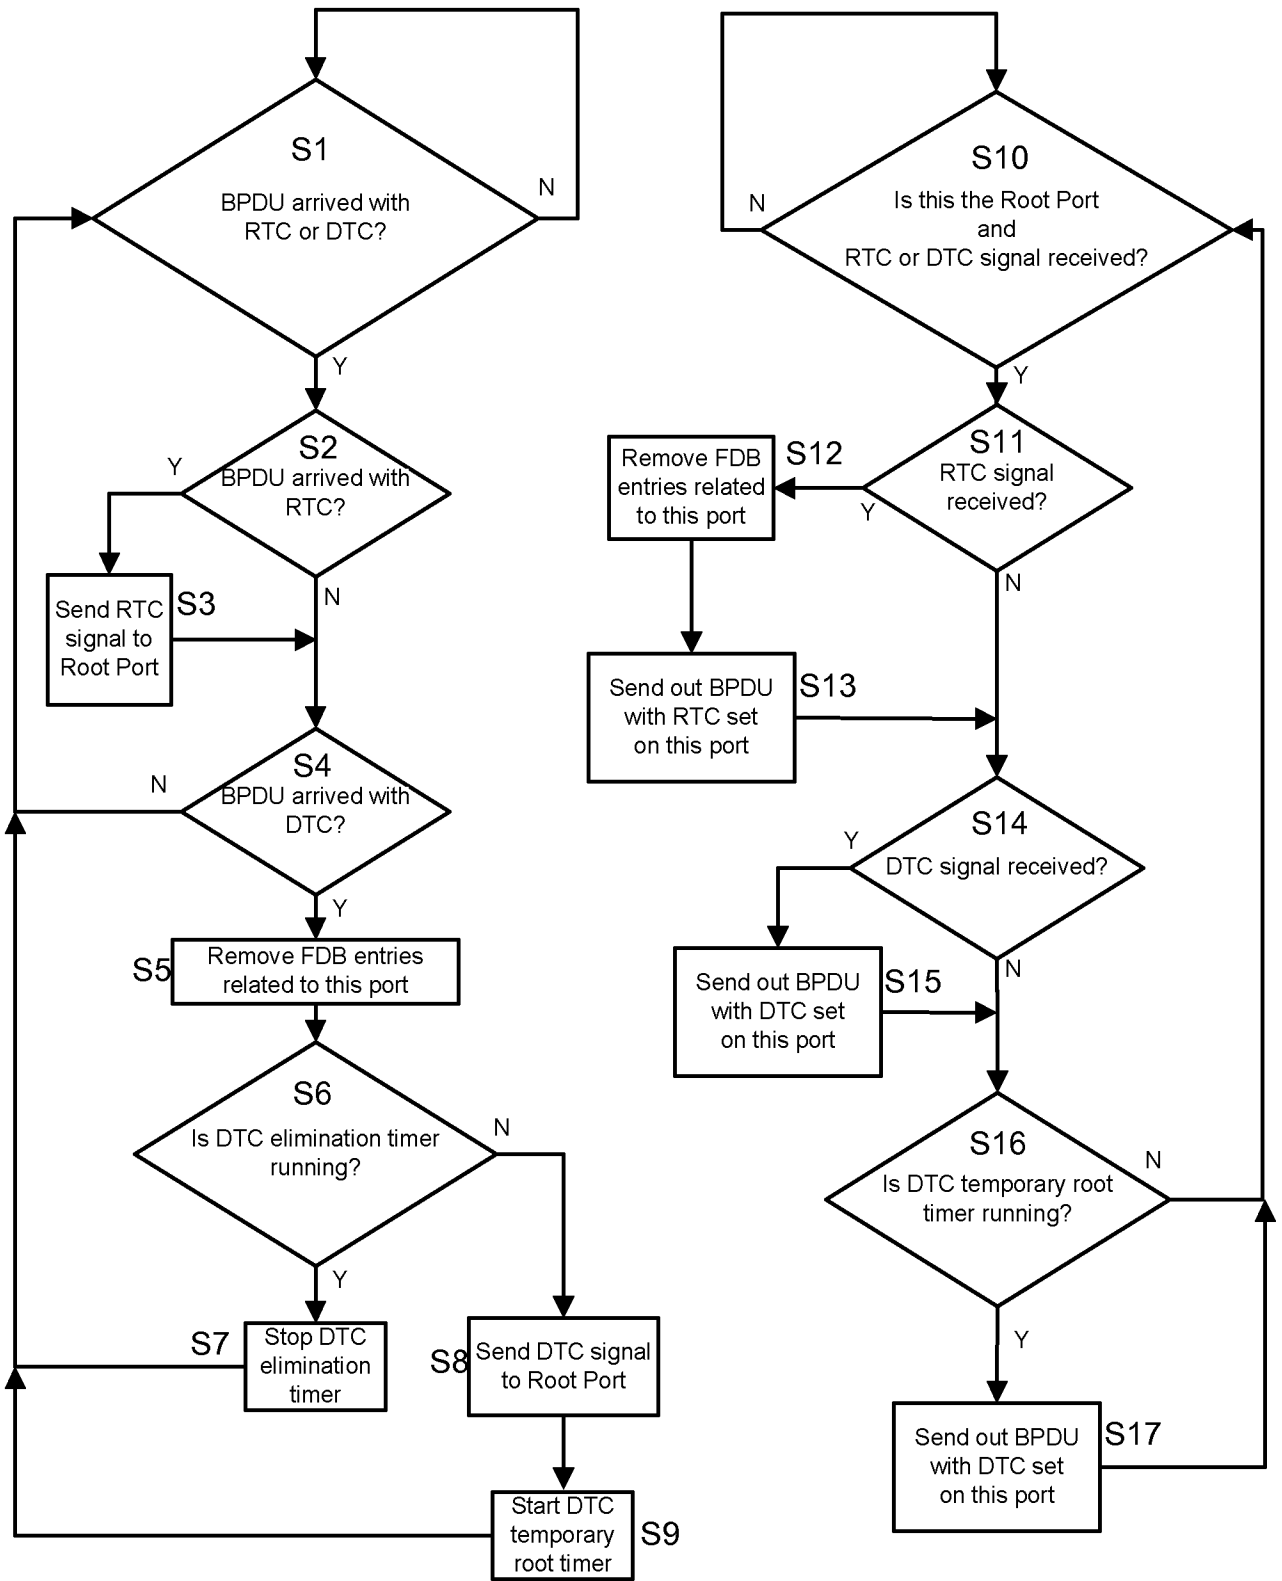 S1
BPDU arrived with
RTC or DTC?
N
Y
S2
BPDU arrived with
RTC?
Y
N
Send RTC
signal to
Root Port
S3
S4
BPDU arrived with
DTC?
N
Y
S5
Remove FDB entries
related to this port
S6
Is DTC elimination timer
running?
N
Y
S7
Stop DTC
elimination
timer
S8
Send DTC signal
to Root Port
Start DTC
temporary
root timer
S9
S10
Is this the Root Port
and
RTC or DTC signal received?
N
Y
S11
RTC signal
received?
Y
N
S12
Remove FDB
entries related
to this port
Send out BPDU
with RTC set
on this port
S13
S14
DTC signal received?
Y
N
Send out BPDU
with DTC set
on this port
S15
S16
Is DTC temporary root
timer running?
N
Y
Send out BPDU
with DTC set
on this port
S17